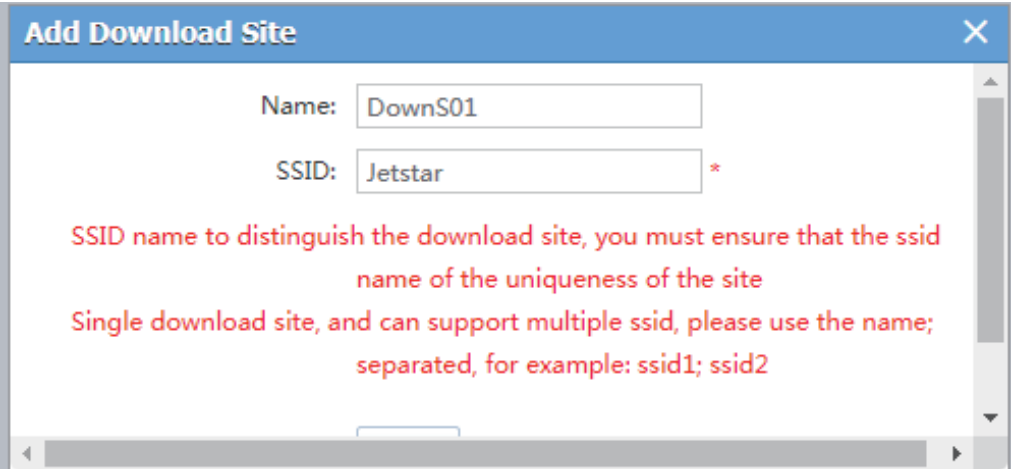 Add Download Site
Name: DownS01
SSID: Jetstar *
SSID name to distinguish the download site, you must ensure that the ssid
name of the uniqueness of the site
Single download site, and can support multiple ssid, please use the name;
separated, for example: ssid1; ssid2